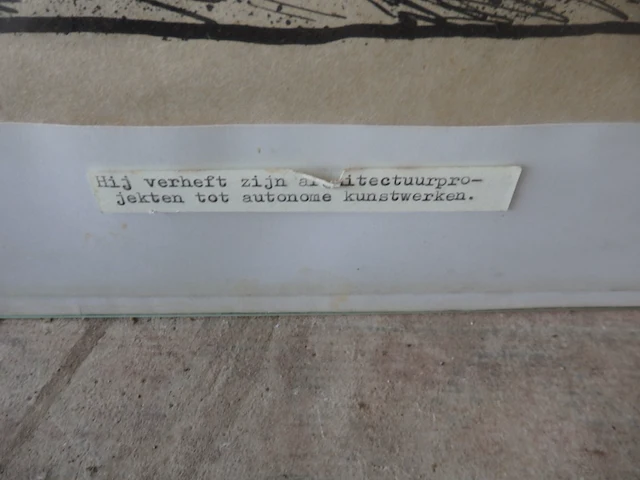 Hij verheft zijn architectuurpro-
jekten tot autonome kunstwerken.